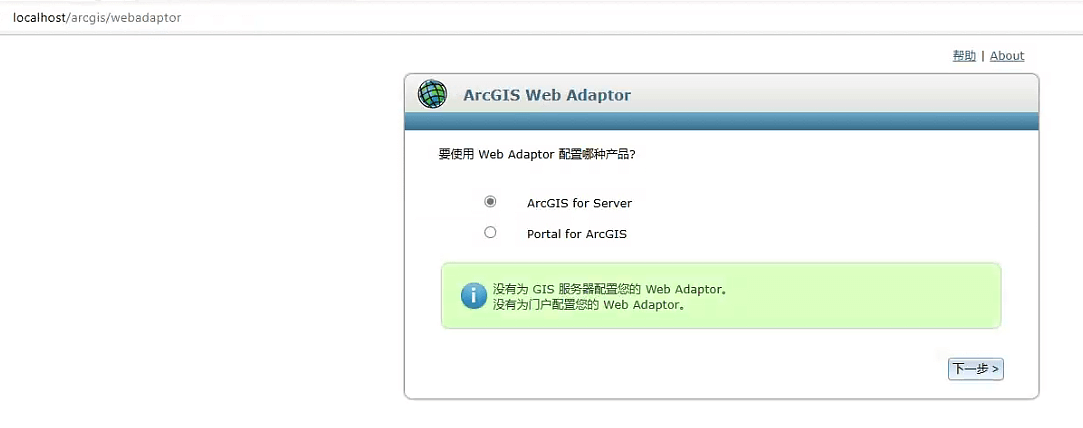 localhost/arcgis/webadaptor
帮助 | About
ArcGIS Web Adaptor
要使用 Web Adaptor 配置哪种产品?
ArcGIS for Server
Portal for ArcGIS
没有为 GIS 服务器配置您的 Web Adaptor。
没有为门户配置您的 Web Adaptor。
下一步 >